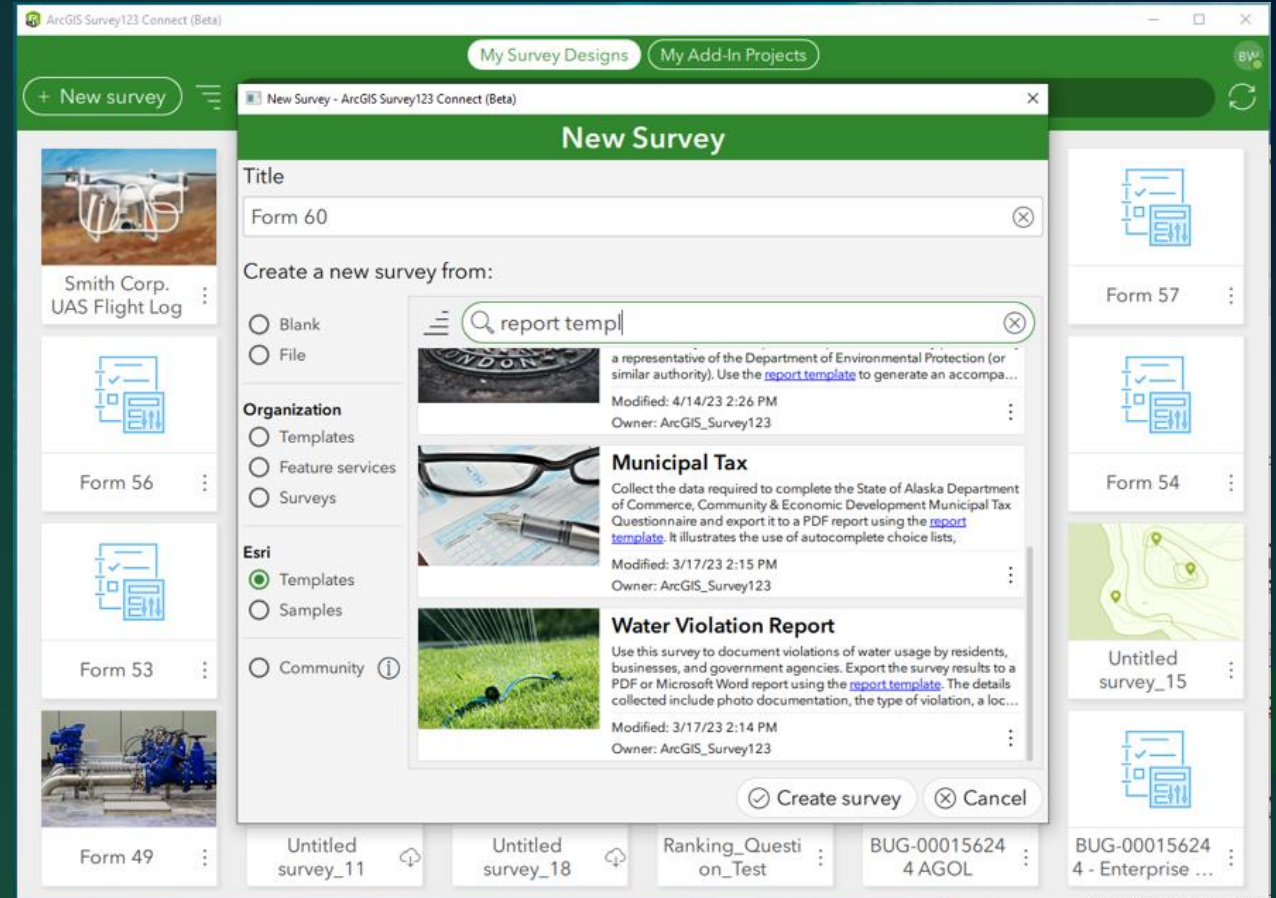 ArcGIS Survey123 Connect (Beta)
My Survey Designs
My Add-In Projects
BW
+ New survey
New Survey - ArcGIS Survey123 Connect (Beta)
New Survey
Title
Form 60
Create a new survey from:
Blank
File
Organization
Templates
Feature services
Surveys
Esri
Templates
Samples
Community
report templ
LONDON
a representative of the Department of Environmental Protection (or
similar authority). Use the report template to generate an accompa...
Modified: 4/14/23 2:26 PM
Owner: ArcGIS_Survey123
Municipal Tax
Collect the data required to complete the State of Alaska Department
of Commerce, Community & Economic Development Municipal Tax
Questionnaire and export it to a PDF report using the report
template. It illustrates the use of autocomplete choice lists,
Modified: 3/17/23 2:15 PM
Owner: ArcGIS_Survey123
Water Violation Report
Use this survey to document violations of water usage by residents,
businesses, and government agencies. Export the survey results to a
PDF or Microsoft Word report using the report template. The details
collected include photo documentation, the type of violation, a loc...
Modified: 3/17/23 2:14 PM
Owner: ArcGIS_Survey123
Create survey
Cancel
Smith Corp.
UAS Flight Log
Form 57
Form 56
Form 54
Form 53
Untitled
survey_15
Form 49
Untitled
survey_11
Untitled
survey_18
Ranking_Questi
on_Test
BUG-00015624
4 AGOL
BUG-00015624
4 - Enterprise ...